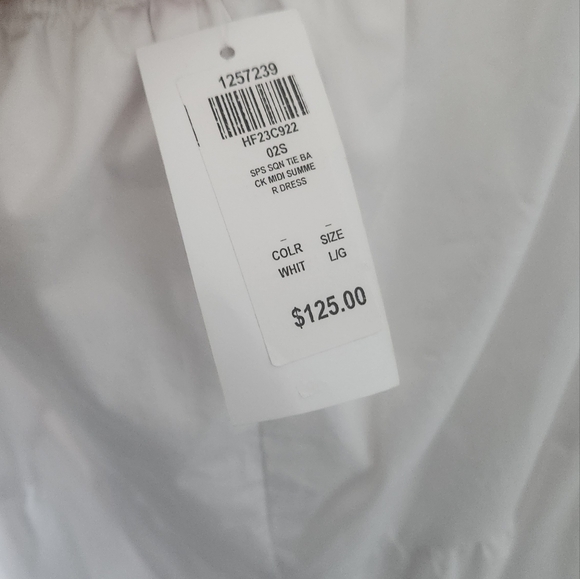 1257239
HF23C922
02S
SPS SQN TIE BA
CK MIDI SUMME
R DRESS
– –
COLR SIZE
WHIT L/G
$125.00